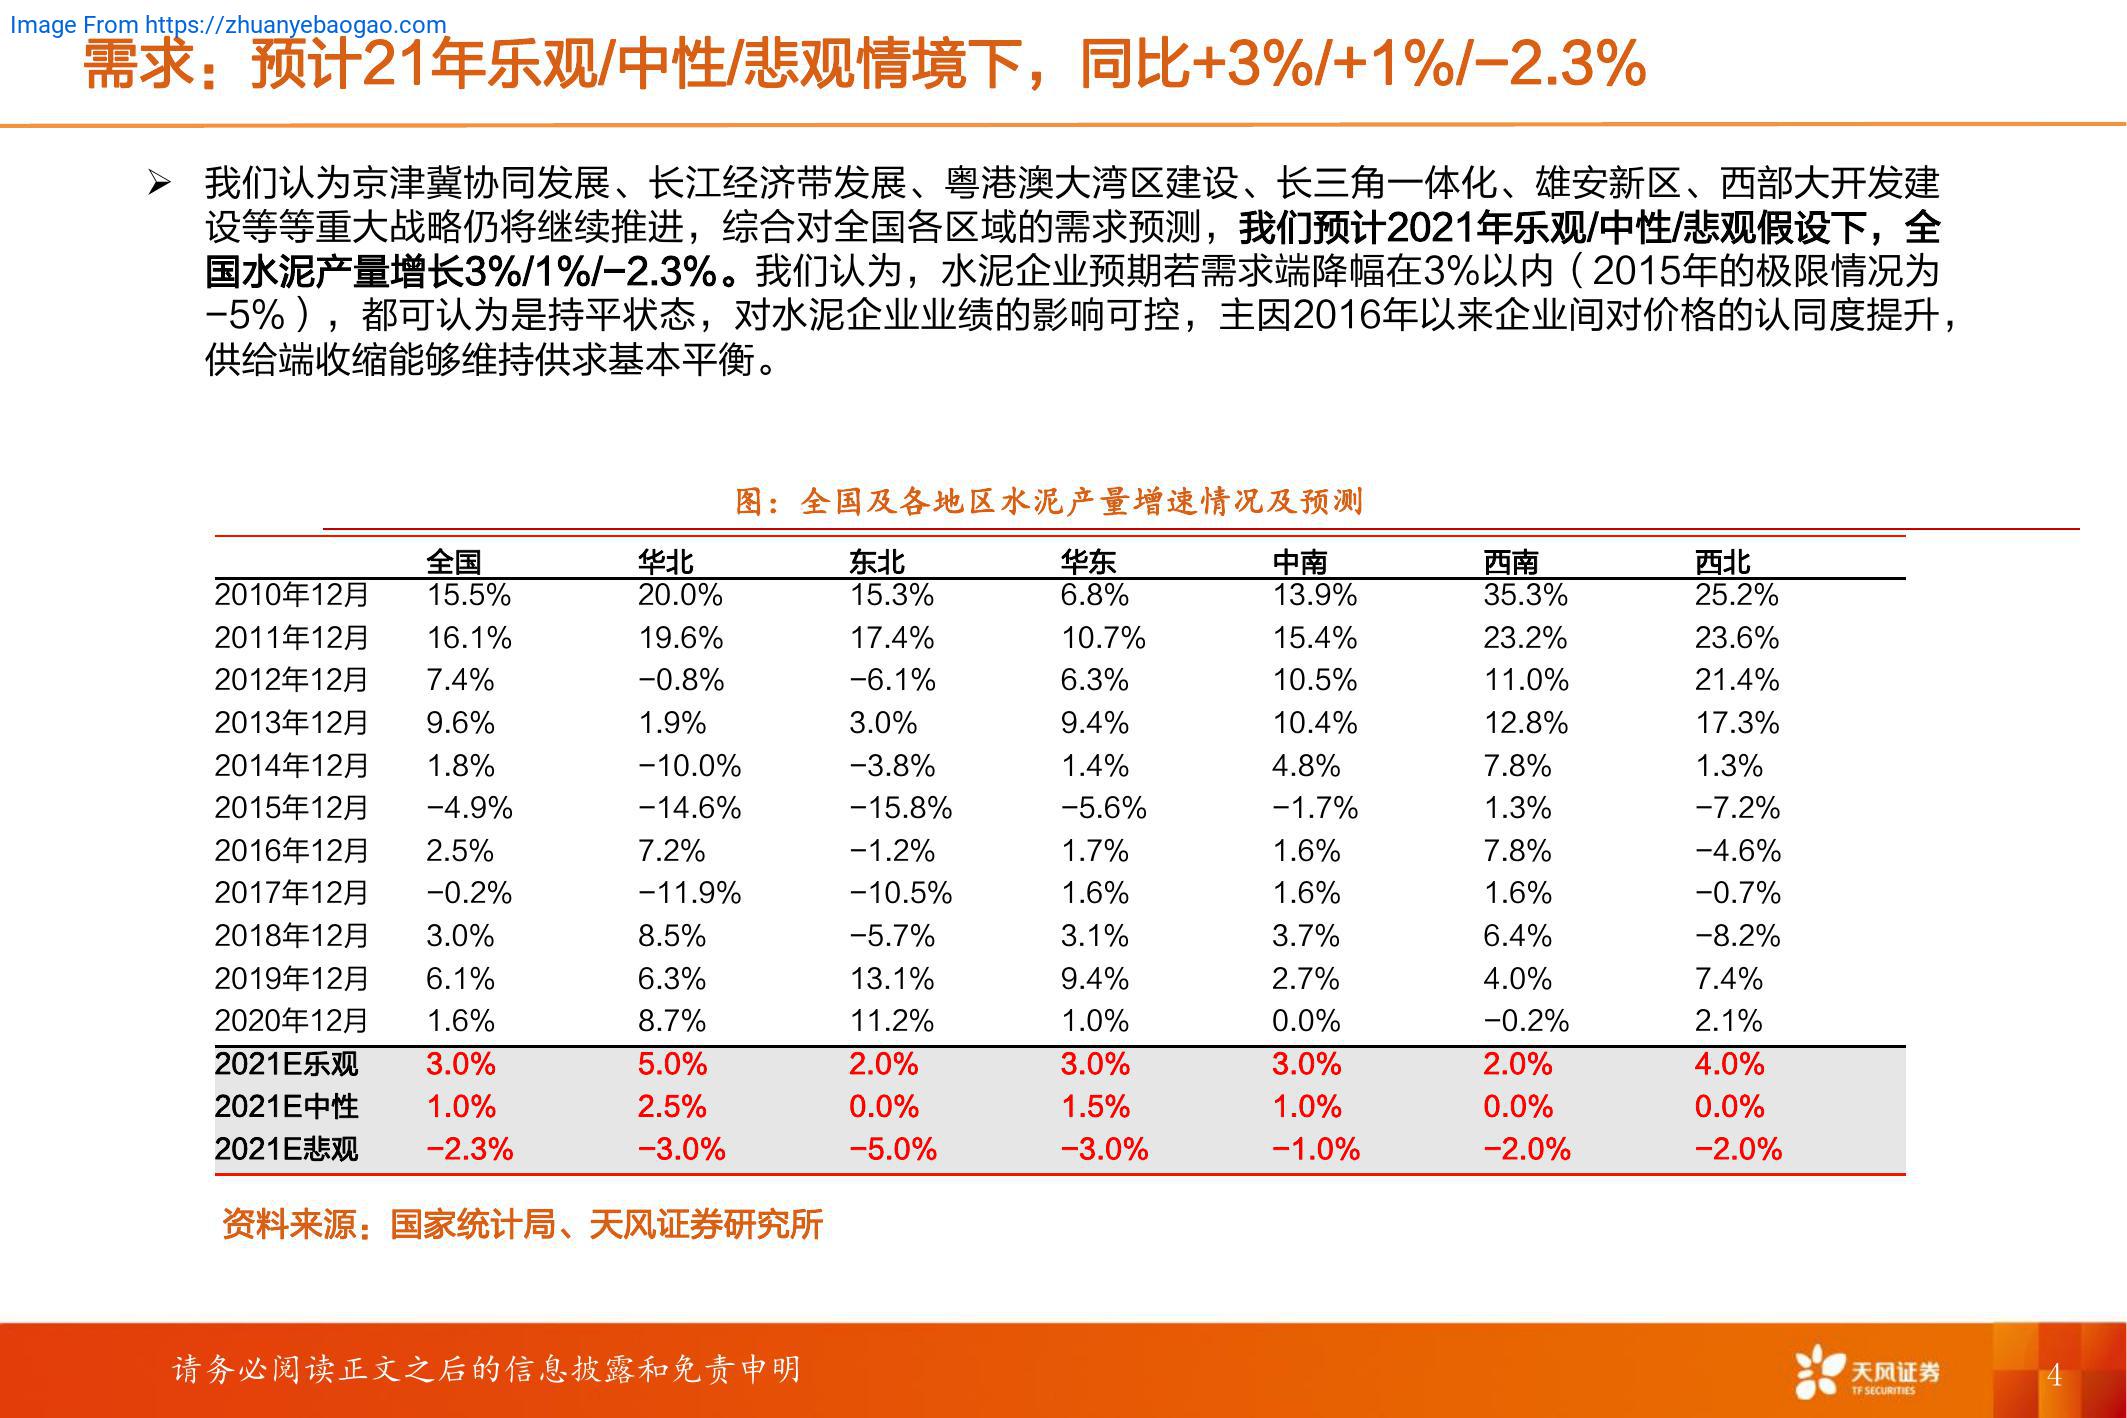 Image From https://zhuanyebaogao.com
需求：预计21年乐观/中性/悲观情境下，同比+3%/+1%/-2.3%
➢ 我们认为京津冀协同发展、长江经济带发展、粤港澳大湾区建设、长三角一体化、雄安新区、西部大开发建
设等等重大战略仍将继续推进，综合对全国各区域的需求预测，我们预计2021年乐观/中性/悲观假设下，全
国水泥产量增长3%/1%/-2.3%。我们认为，水泥企业预期若需求端降幅在3%以内（2015年的极限情况为
-5%），都可认为是持平状态，对水泥企业业绩的影响可控，主因2016年以来企业间对价格的认同度提升，
供给端收缩能够维持供求基本平衡。
图：全国及各地区水泥产量增速情况及预测
全国 华北 东北 华东 中南 西南 西北
2010年12月 15.5% 20.0% 15.3% 6.8% 13.9% 35.3% 25.2%
2011年12月 16.1% 19.6% 17.4% 10.7% 15.4% 23.2% 23.6%
2012年12月 7.4% -0.8% -6.1% 6.3% 10.5% 11.0% 21.4%
2013年12月 9.6% 1.9% 3.0% 9.4% 10.4% 12.8% 17.3%
2014年12月 1.8% -10.0% -3.8% 1.4% 4.8% 7.8% 1.3%
2015年12月 -4.9% -14.6% -15.8% -5.6% -1.7% 1.3% -7.2%
2016年12月 2.5% 7.2% -1.2% 1.7% 1.6% 7.8% -4.6%
2017年12月 -0.2% -11.9% -10.5% 1.6% 1.6% 1.6% -0.7%
2018年12月 3.0% 8.5% -5.7% 3.1% 3.7% 6.4% -8.2%
2019年12月 6.1% 6.3% 13.1% 9.4% 2.7% 4.0% 7.4%
2020年12月 1.6% 8.7% 11.2% 1.0% 0.0% -0.2% 2.1%
2021E乐观 3.0% 5.0% 2.0% 3.0% 3.0% 2.0% 4.0%
2021E中性 1.0% 2.5% 0.0% 1.5% 1.0% 0.0% 0.0%
2021E悲观 -2.3% -3.0% -5.0% -3.0% -1.0% -2.0% -2.0%
资料来源：国家统计局、天风证券研究所
请务必阅读正文之后的信息披露和免责申明
天风证券
TF SECURITIES
4